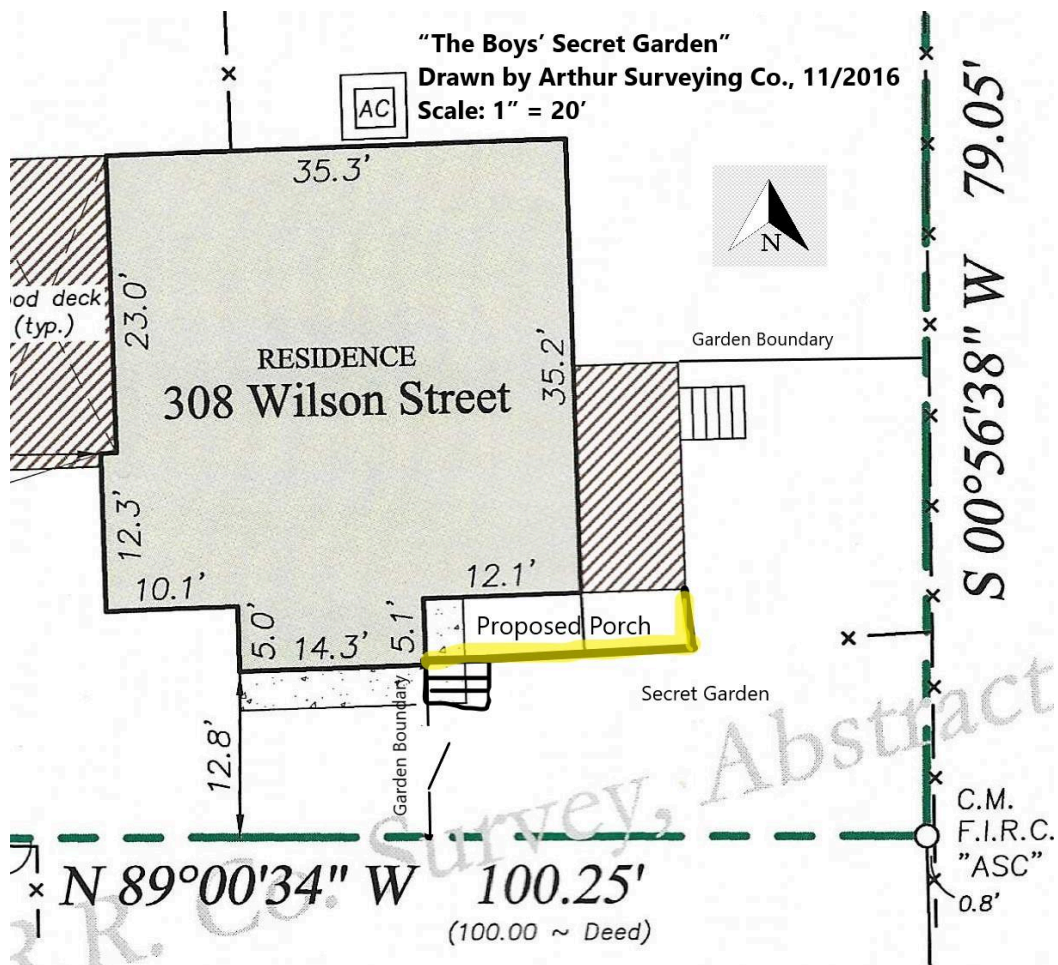 “The Boys’ Secret Garden”
Drawn by Arthur Surveying Co., 11/2016
Scale: 1” = 20’
AC
35.3'
79.05'
N
23.0'
ood deck
(typ.)
RESIDENCE
308 Wilson Street
35.2'
Garden Boundary
S 00°56'38" W
12.3'
10.1'
12.1'
5.0'
14.3'
5.1'
Proposed Porch
Secret Garden
Garden Boundary
12.8'
R. Co. Survey, Abstract
C.M.
F.I.R.C.
"ASC"
0.8'
N 89°00'34" W 100.25'
(100.00 ~ Deed)